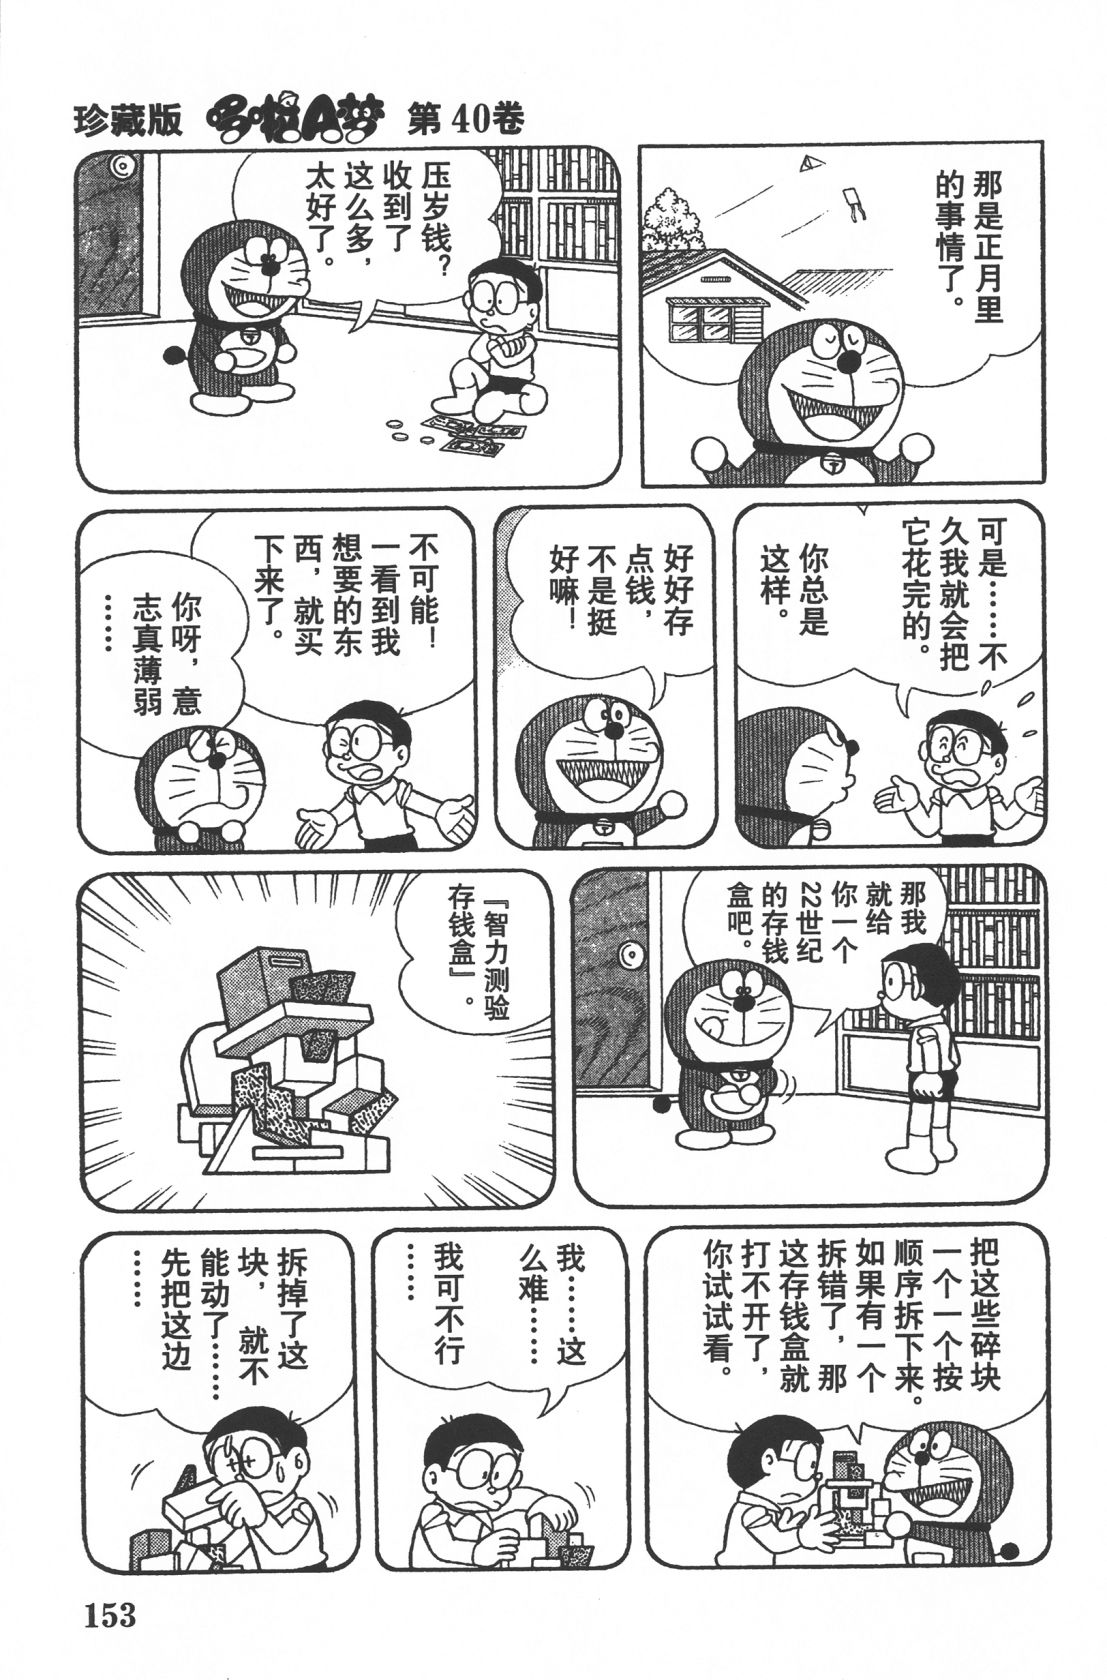 珍藏版 哆啦A梦 第40卷
那是正月里
的事情了。
压岁钱?
收到了
这么多,
太好了。
可是……不
久我就会把
它花完的。
你总是
这样。
好好存
点钱,
不是挺
好嘛!
不可能!
一看到我
想要的东
西,就买
下来了。
你呀,意
志真薄弱
……
那我
就给
你一个
22世纪
的存钱
盒吧。
『智力测验
存钱盒』。
把这些碎块
一个一个按
顺序拆下来。
如果有一个
拆错了,那
这存钱盒就
打不开了,
你试试看。
我……这
么难……
我可不行
……
拆掉了这
块,就不
能动了……
先把这边
……
153